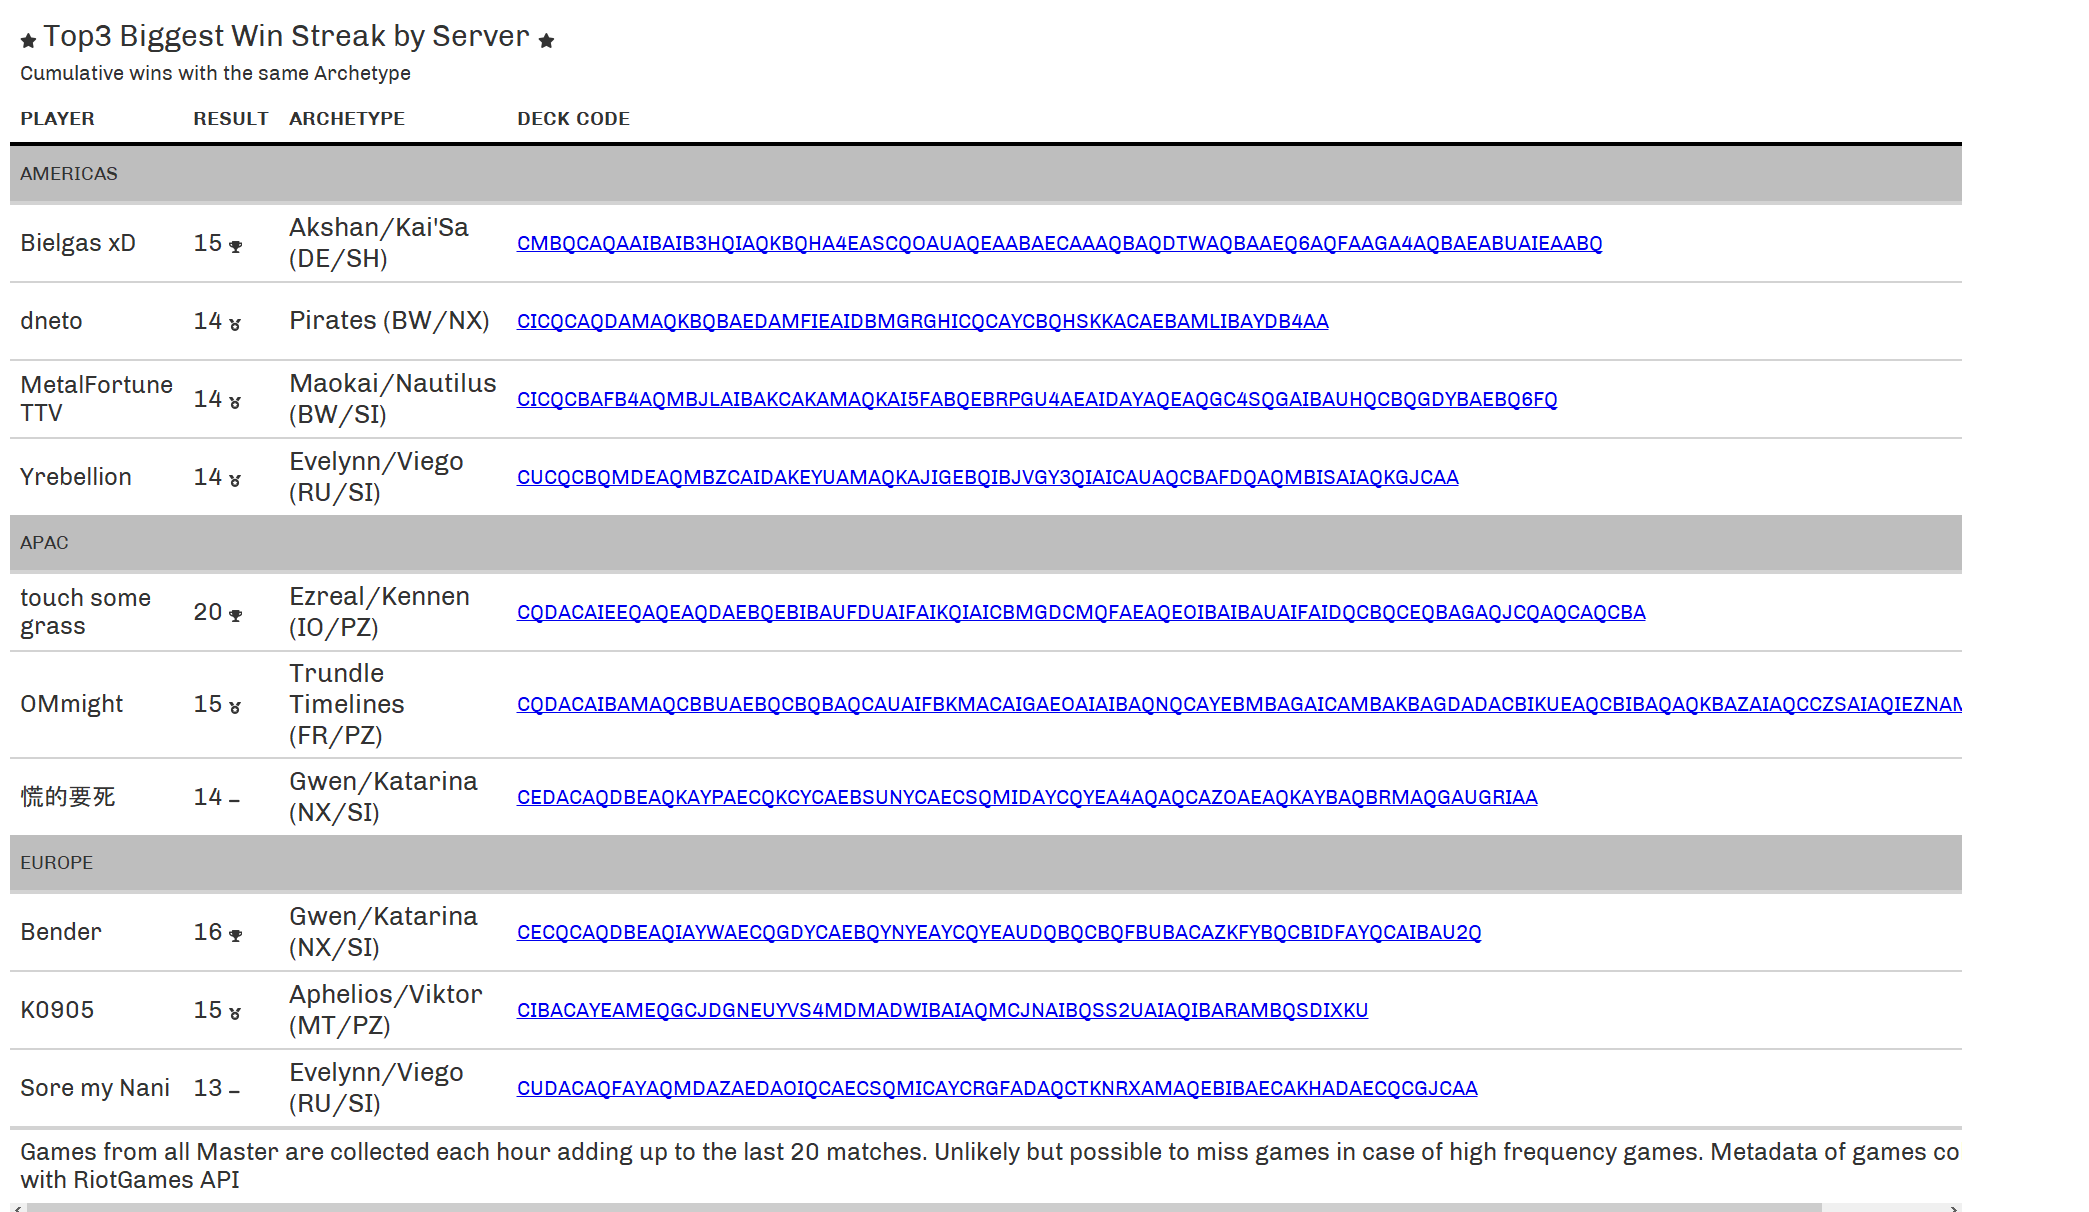 ★ Top3 Biggest Win Streak by Server ★
Cumulative wins with the same Archetype
PLAYER RESULT ARCHETYPE DECK CODE
AMERICAS
Bielgas xD 15 Akshan/Kai'Sa (DE/SH) CMBQCAQAAIBAIB3HQIAQKBQHA4EASCQOAUAQEAABAECAAAQBAQDTWAQBAAEQ6AQFAAGA4AQBAEABUAIEAABQ
dneto 14 Pirates (BW/NX) CICQCAQDAMAQKBQBAEDAMFIEAIDBMGRGHICQCAYCBQHSKKACAEBAMLIBAYDB4AA
MetalFortune TTV 14 Maokai/Nautilus (BW/SI) CICQCBAFB4AQMBJLAIBAKCAKAMAQKAI5FABQEBRPGU4AEAIDAYAQEAQGC4SQGAIBAUHQCBQGDYBAEBQ6FQ
Yrebellion 14 Evelynn/Viego (RU/SI) CUCQCBQMDEAQMBZCAIDAKEYUAMAQKAJIGEBQIBJVGY3QIAICAUAQCBAFDQAQMBISAIAQKGJCAA
APAC
touch some grass 20 Ezreal/Kennen (IO/PZ) CQDACAIEEQAQEAQDAEBQEBIBAUFDUAIFAIKQIAICBMGDCMQFAEAQEOIBAIBAUAIFAIDQCBQCEQBAGAQJCQAQCAQCBA
OMmight 15 Trundle Timelines (FR/PZ) CQDACAIBAMAQCBBUAEBQCBQBAQCAUAIFBKMACAIGAEOAIAIBAQNQCAYEBMBAGAICAMBAKBAGDADACBIKUEAQCBIBAQAQKBAZAIAQCCZSAIAQIEZNAM
慌的要死 14 – Gwen/Katarina (NX/SI) CEDACAQDBEAQKAYPAECQKCYCAEBSUNYCAECSQMIDAYCQYEA4AQAQCAZOAEAQKAYBAQBRMAQGAUGRIAA
EUROPE
Bender 16 Gwen/Katarina (NX/SI) CECQCAQDBEAQIAYWAECQGDYCAEBQYNYEAYCQYEAUDQBQCBQFBUBACAZKFYBQCBIDFAYQCAIBAU2Q
K0905 15 Aphelios/Viktor (MT/PZ) CIBACAYEAMEQGCJDGNEUYVS4MDMADWIBAIAQMCJNAIBQSS2UAIAQIBARAMBQSDIXKU
Sore my Nani 13 – Evelynn/Viego (RU/SI) CUDACAQFAYAQMDAZAEDAOIQCAECSQMICAYCRGFADAQCTKNRXAMAQEBIBAECAKHADAECQCGJCAA
Games from all Master are collected each hour adding up to the last 20 matches. Unlikely but possible to miss games in case of high frequency games. Metadata of games co
with RiotGames API